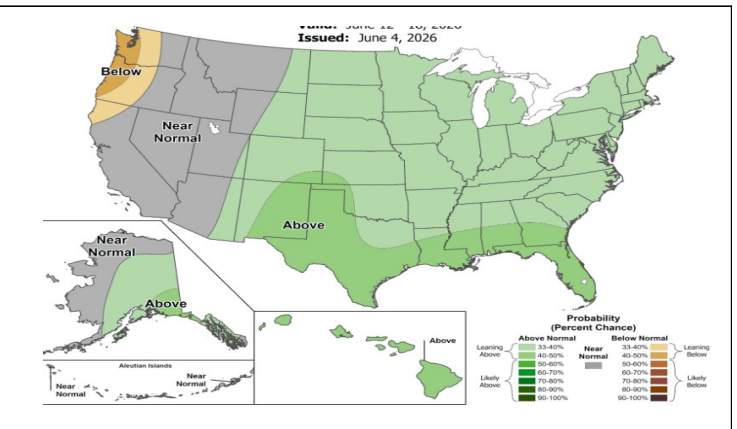 Issued: June 4, 2026
Below
Near
Normal
Above
Near
Normal
Above
Aleutian Islands
Near
Normal
Near
Normal
Above
Probability
(Percent Chance)
Above Normal
Below Normal
Leaning
Above
33-40%
40-50%
50-60%
60-70%
70-80%
80-90%
90-100%
Likely
Above
Near
Normal
33-40%
40-50%
50-60%
60-70%
70-80%
80-90%
90-100%
Leaning
Below
Likely
Below